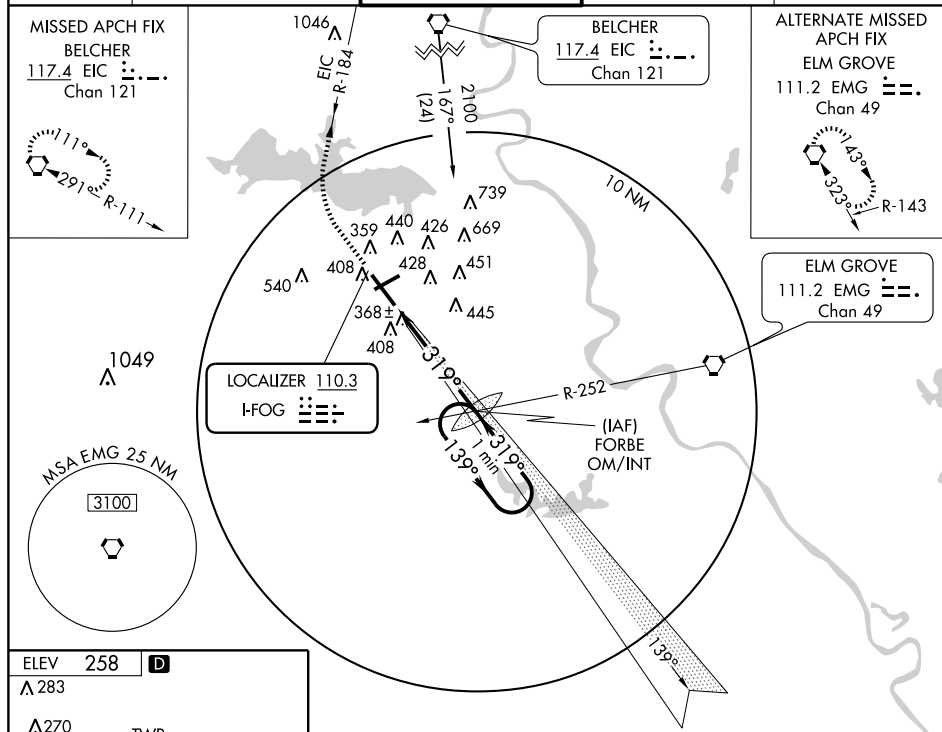 MISSED APCH FIX
BELCHER
117.4 EIC
Chan 121
111°
291°
R-111
1046
EIC
R-184
2100
167°
(24)
BELCHER
117.4 EIC
Chan 121
ALTERNATE MISSED
APCH FIX
ELM GROVE
111.2 EMG
Chan 49
143°
323°
R-143
10 NM
739
669
440
426
359
408
428
451
540
445
368±
408
1049
ELM GROVE
111.2 EMG
Chan 49
LOCALIZER 110.3
I-FOG
319°
R-252
(IAF)
FORBE
OM/INT
319°
1 min
139°
139°
MSA EMG 25 NM
3100
ELEV 258 D
283
270